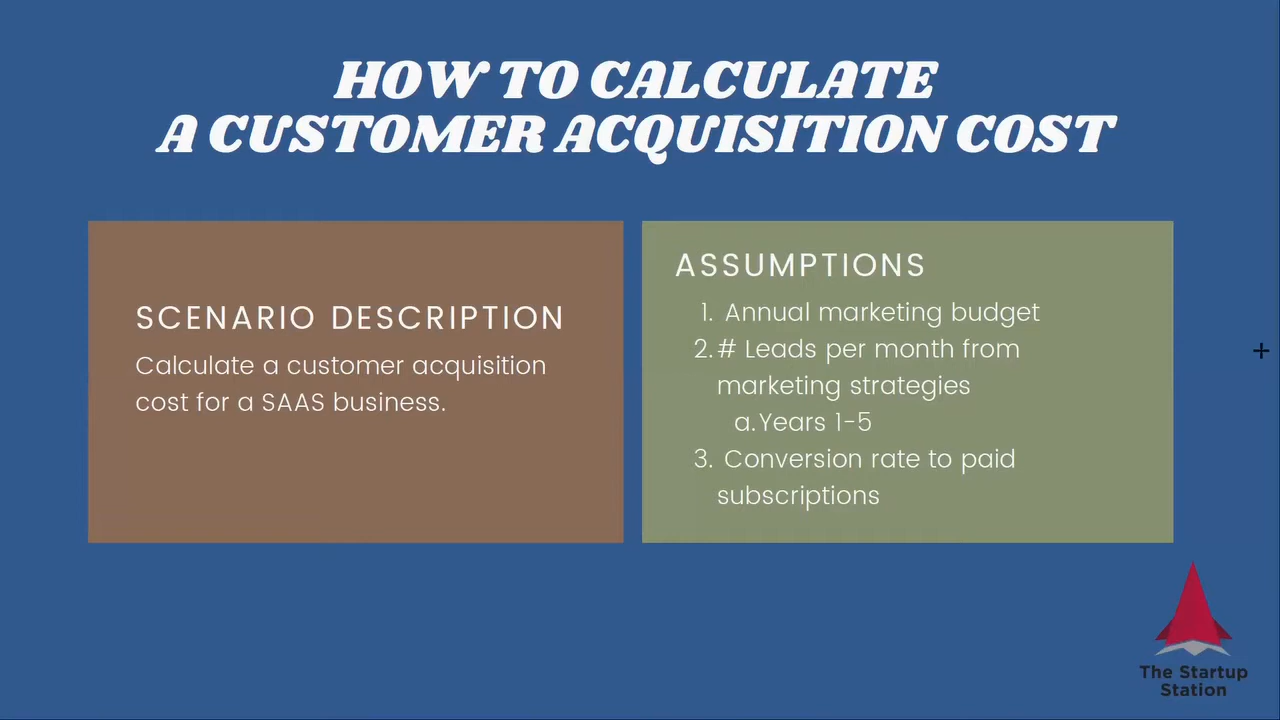 HOW TO CALCULATE
A CUSTOMER ACQUISITION COST
SCENARIO DESCRIPTION
Calculate a customer acquisition
cost for a SAAS business.
ASSUMPTIONS
1. Annual marketing budget
2. # Leads per month from
marketing strategies
a. Years 1-5
3. Conversion rate to paid
subscriptions
The Startup
Station